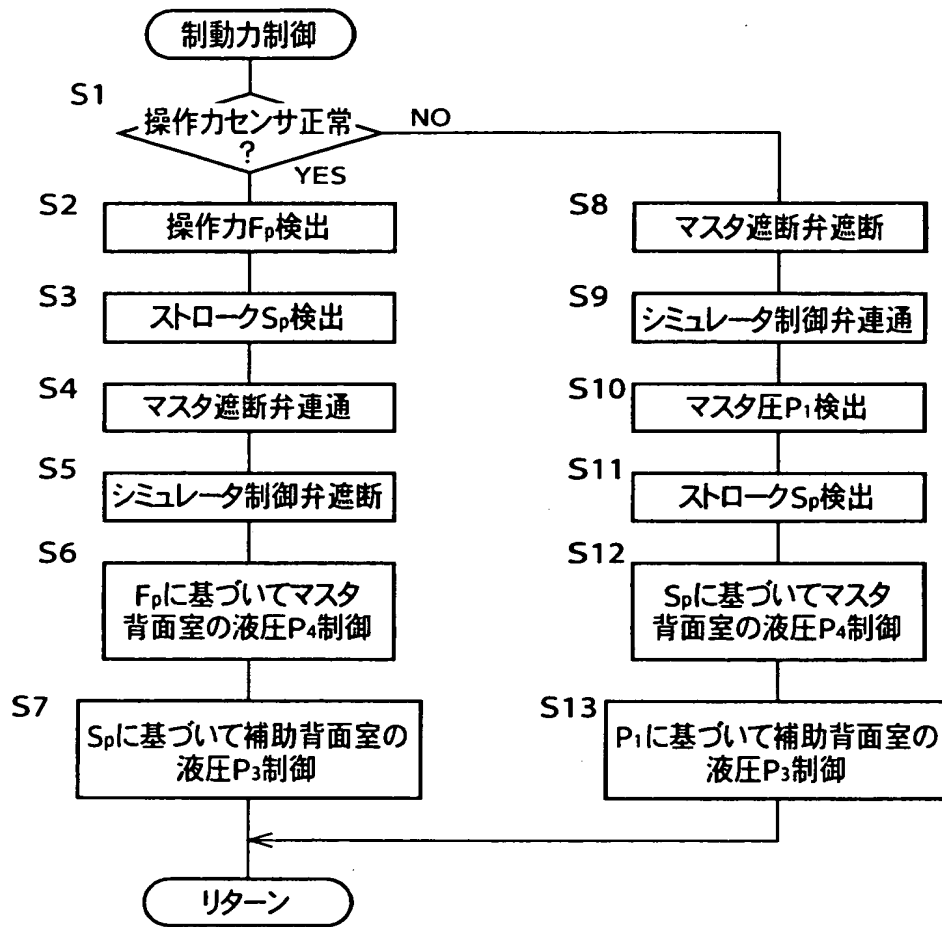 制動力制御
S1
操作力センサ正常
?
NO
YES
S2
操作力Fp検出
S3
ストロークSp検出
S4
マスタ遮断弁連通
S5
シミュレータ制御弁遮断
S6
Fpに基づいてマスタ
背面室の液圧P4制御
S7
Spに基づいて補助背面室の
液圧P3制御
S8
マスタ遮断弁遮断
S9
シミュレータ制御弁連通
S10
マスタ圧P1検出
S11
ストロークSp検出
S12
Spに基づいてマスタ
背面室の液圧P4制御
S13
P1に基づいて補助背面室の
液圧P3制御
リターン